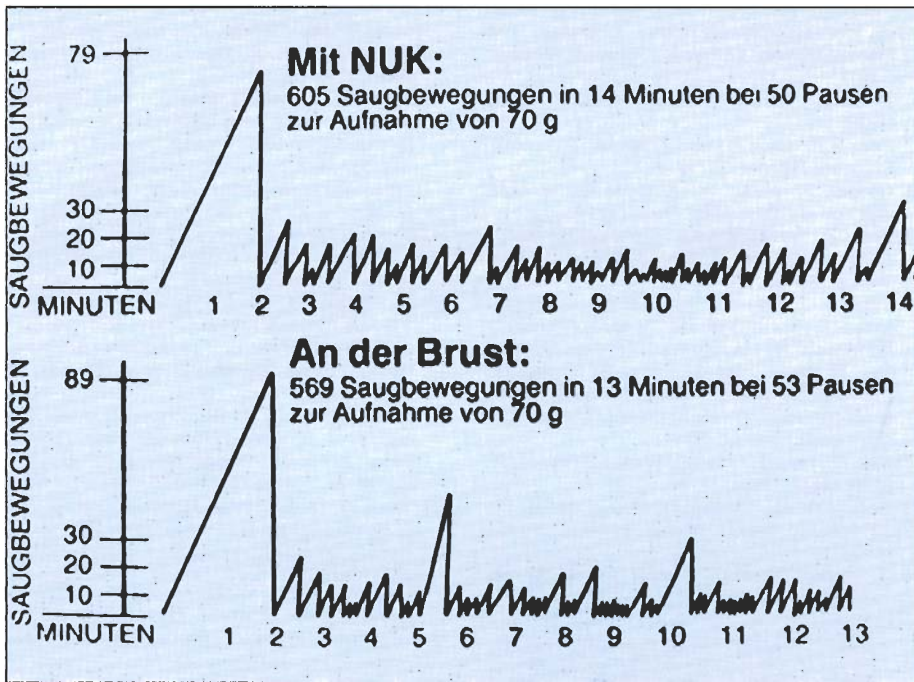 SAUGBEWEGUNGEN
79
30
20
10
Mit NUK:
605 Saugbewegungen in 14 Minuten bei 50 Pausen
zur Aufnahme von 70 g
MINUTEN 1 2 3 4 5 6 7 8 9 10 11 12 13 14
SAUGBEWEGUNGEN
89
30
20
10
An der Brust:
569 Saugbewegungen in 13 Minuten bei 53 Pausen
zur Aufnahme von 70 g
MINUTEN 1 2 3 4 5 6 7 8 9 10 11 12 13